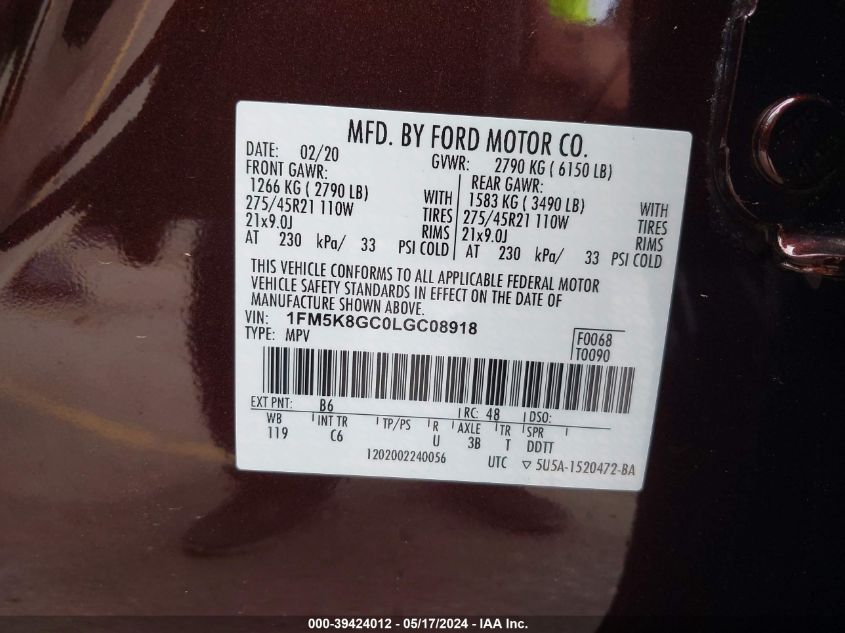 MFD. BY FORD MOTOR CO.
DATE: 02/20 GVWR: 2790 KG ( 6150 LB)
FRONT GAWR: REAR GAWR:
1266 KG ( 2790 LB) WITH 1583 KG ( 3490 LB) WITH
275/45R21 110W TIRES 275/45R21 110W TIRES
21x9.0J RIMS 21x9.0J RIMS
AT 230 kPa/ 33 PSI COLD AT 230 kPa/ 33 PSI COLD
THIS VEHICLE CONFORMS TO ALL APPLICABLE FEDERAL MOTOR
VEHICLE SAFETY STANDARDS IN EFFECT ON THE DATE OF
MANUFACTURE SHOWN ABOVE.
VIN: 1FM5K8GC0LGC08918
TYPE: MPV F0068
T0090
EXT PNT: B6 RC: 48 DSO:
WB INT TR TP/PS R AXLE TR SPR
119 C6 U 3B T DDTT
1202002240056 UTC ▽ 5U5A-1520472-BA
000-39424012 - 05/17/2024 - IAA Inc.